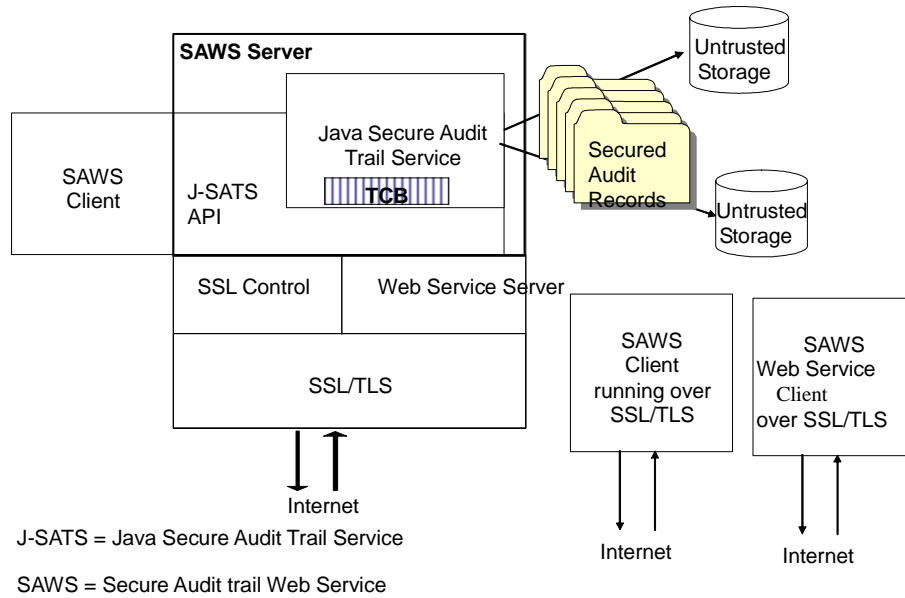 SAWS Server
Untrusted
Storage
Java Secure Audit
Trail Service
TCB
SAWS
Client
J-SATS
API
Secured
Audit
Records
Untrusted
Storage
SSL Control
Web Service Server
SSL/TLS
SAWS
Client
running over
SSL/TLS
SAWS
Web Service
Client
over SSL/TLS
Internet
Internet
Internet
J-SATS = Java Secure Audit Trail Service
SAWS = Secure Audit trail Web Service